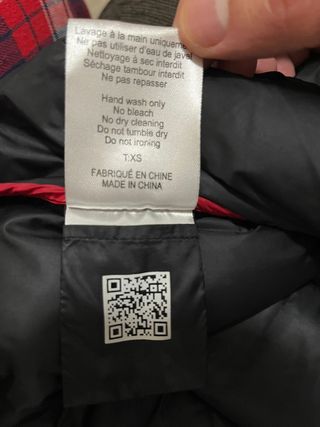 Lavage à la main uniquement
Ne pas utiliser d'eau de javel
Nettoyage à sec interdit
Séchage tambour interdit
Ne pas repasser
Hand wash only
No bleach
No dry cleaning
Do not tumble dry
Do not ironing
T:XS
FABRIQUÉ EN CHINE
MADE IN CHINA